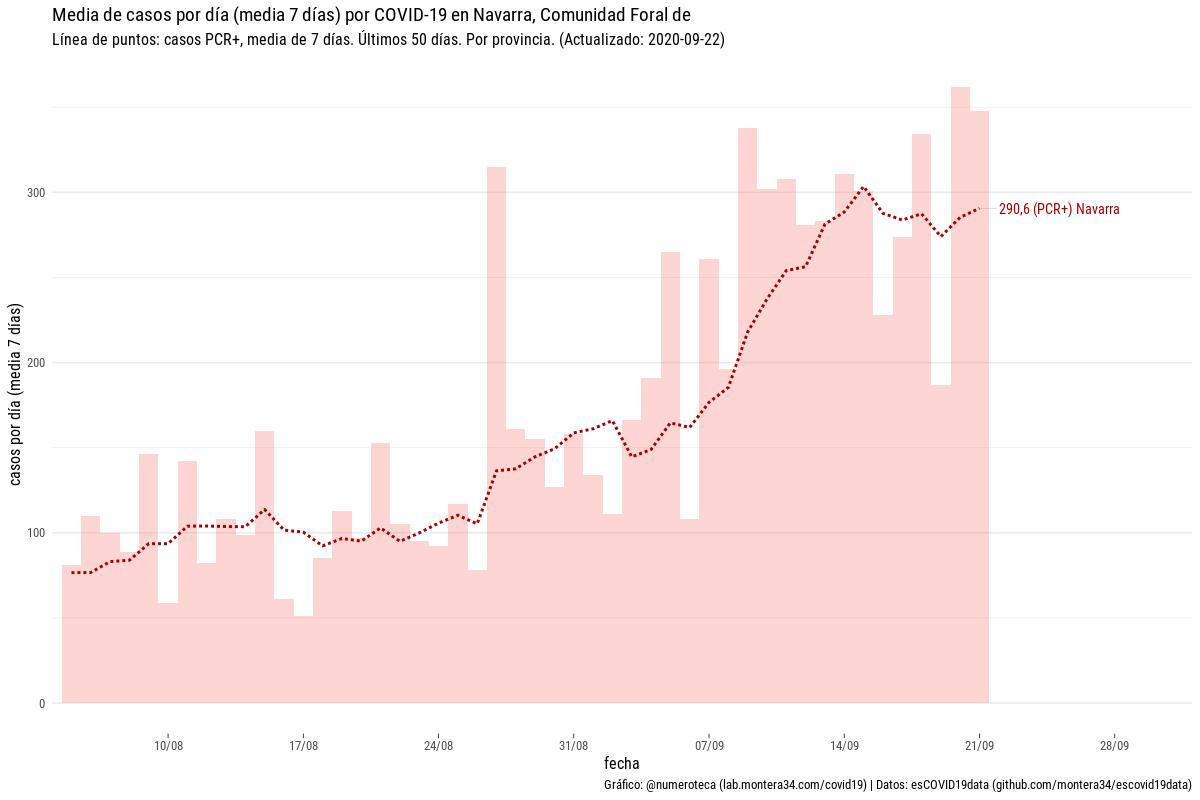 Media de casos por día (media 7 días) por COVID-19 en Navarra, Comunidad Foral de
Línea de puntos: casos PCR+, media de 7 días. Últimos 50 días. Por provincia. (Actualizado: 2020-09-22)
casos por día (media 7 días)
300
200
100
0
290,6 (PCR+) Navarra
10/08
17/08
24/08
31/08
07/09
14/09
21/09
28/09
fecha
Gráfico: @numeroteca (lab.montera34.com/covid19) | Datos: esCOVID19data (github.com/montera34/escovid19data)